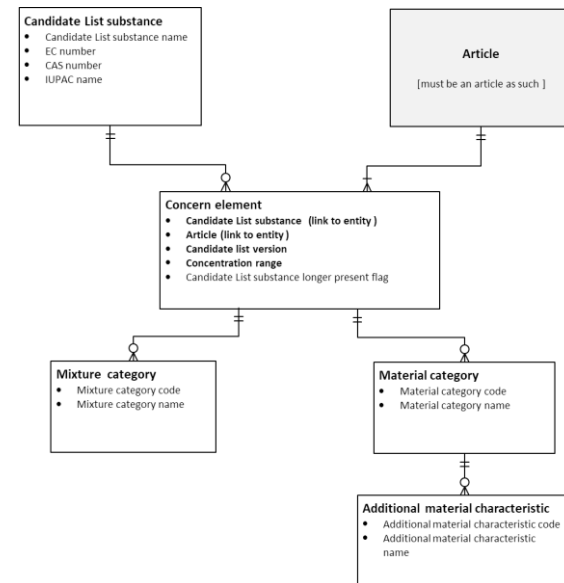 Candidate List substance
• Candidate List substance name
• EC number
• CAS number
• IUPAC name
Article
[must be an article as such ]
Concern element
• Candidate List substance (link to entity )
• Article (link to entity )
• Candidate list version
• Concentration range
• Candidate List substance longer present flag
Mixture category
• Mixture category code
• Mixture category name
Material category
• Material category code
• Material category name
Additional material characteristic
• Additional material characteristic code
• Additional material characteristic
name